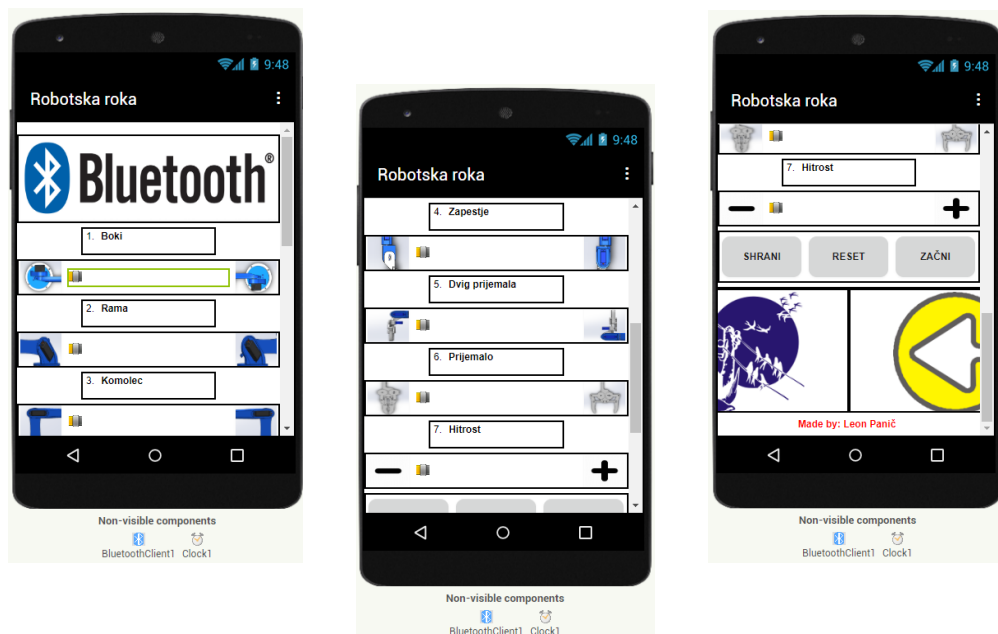 9:48
Robotska roka
Bluetooth®
1. Boki
2. Rama
3. Komolec
Non-visible components
BluetoothClient1 Clock1
9:48
Robotska roka
4. Zapestje
5. Dvig prijemala
6. Prijemalo
7. Hitrost
Non-visible components
BluetoothClient1 Clock1
9:48
Robotska roka
7. Hitrost
SHRANI RESET ZAČNI
Made by: Leon Panič
Non-visible components
BluetoothClient1 Clock1